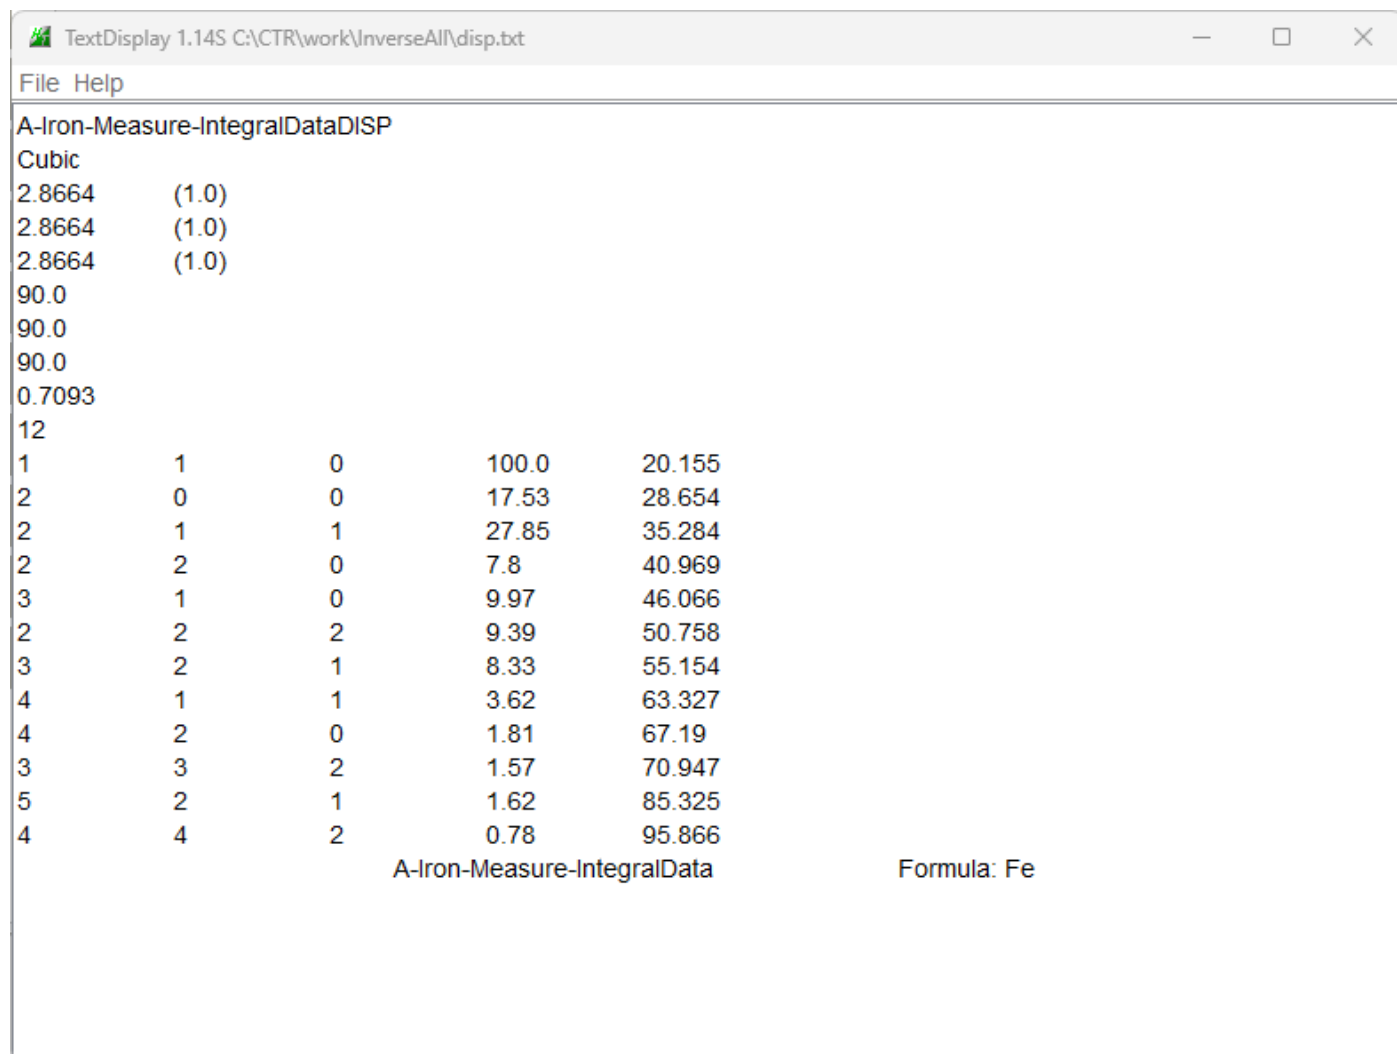 TextDisplay 1.14S C:\CTR\work\InverseAll\disp.txt
File Help
A-Iron-Measure-IntegralDataDISP
Cubic
2.8664 (1.0)
2.8664 (1.0)
2.8664 (1.0)
90.0
90.0
90.0
0.7093
12
1 1 0 100.0 20.155
2 0 0 17.53 28.654
2 1 1 27.85 35.284
2 2 0 7.8 40.969
3 1 0 9.97 46.066
2 2 2 9.39 50.758
3 2 1 8.33 55.154
4 1 1 3.62 63.327
4 2 0 1.81 67.19
3 3 2 1.57 70.947
5 2 1 1.62 85.325
4 4 2 0.78 95.866
A-Iron-Measure-IntegralData Formula: Fe